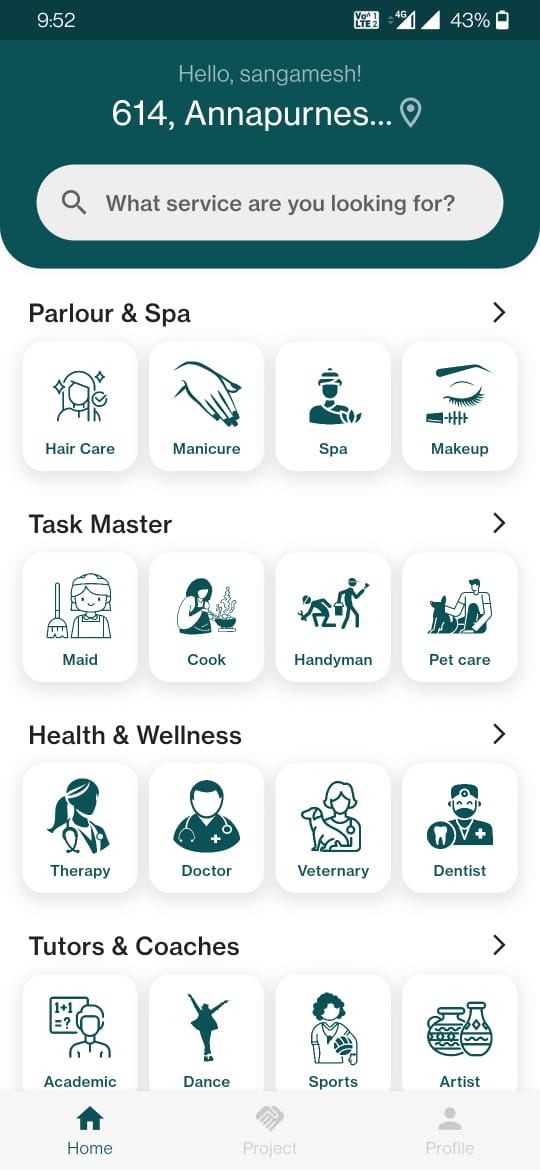 9:52
Vo 1
LTE 2
4G
43%
Hello, sangamesh!
614, Annapurnes...
What service are you looking for?
Parlour & Spa
Hair Care Manicure Spa Makeup
Task Master
Maid Cook Handyman Pet care
Health & Wellness
Therapy Doctor Veternary Dentist
Tutors & Coaches
1+1
=?
Academic Dance Sports Artist
Home Project Profile